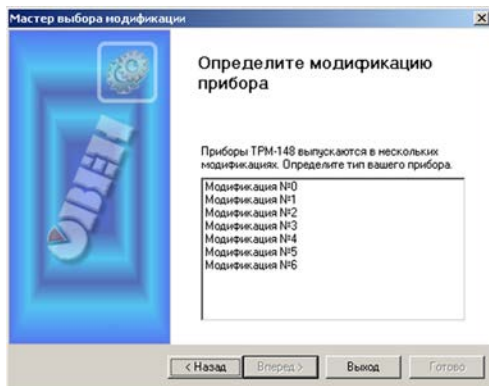 Мастер выбора модификации
Определите модификацию
прибора
Приборы ТРМ-148 выпускаются в нескольких
модификациях. Определите тип вашего прибора.
Модификация №0
Модификация №1
Модификация №2
Модификация №3
Модификация №4
Модификация №5
Модификация №6
ОВЕН
< Назад
Вперед >
Выход
Готово